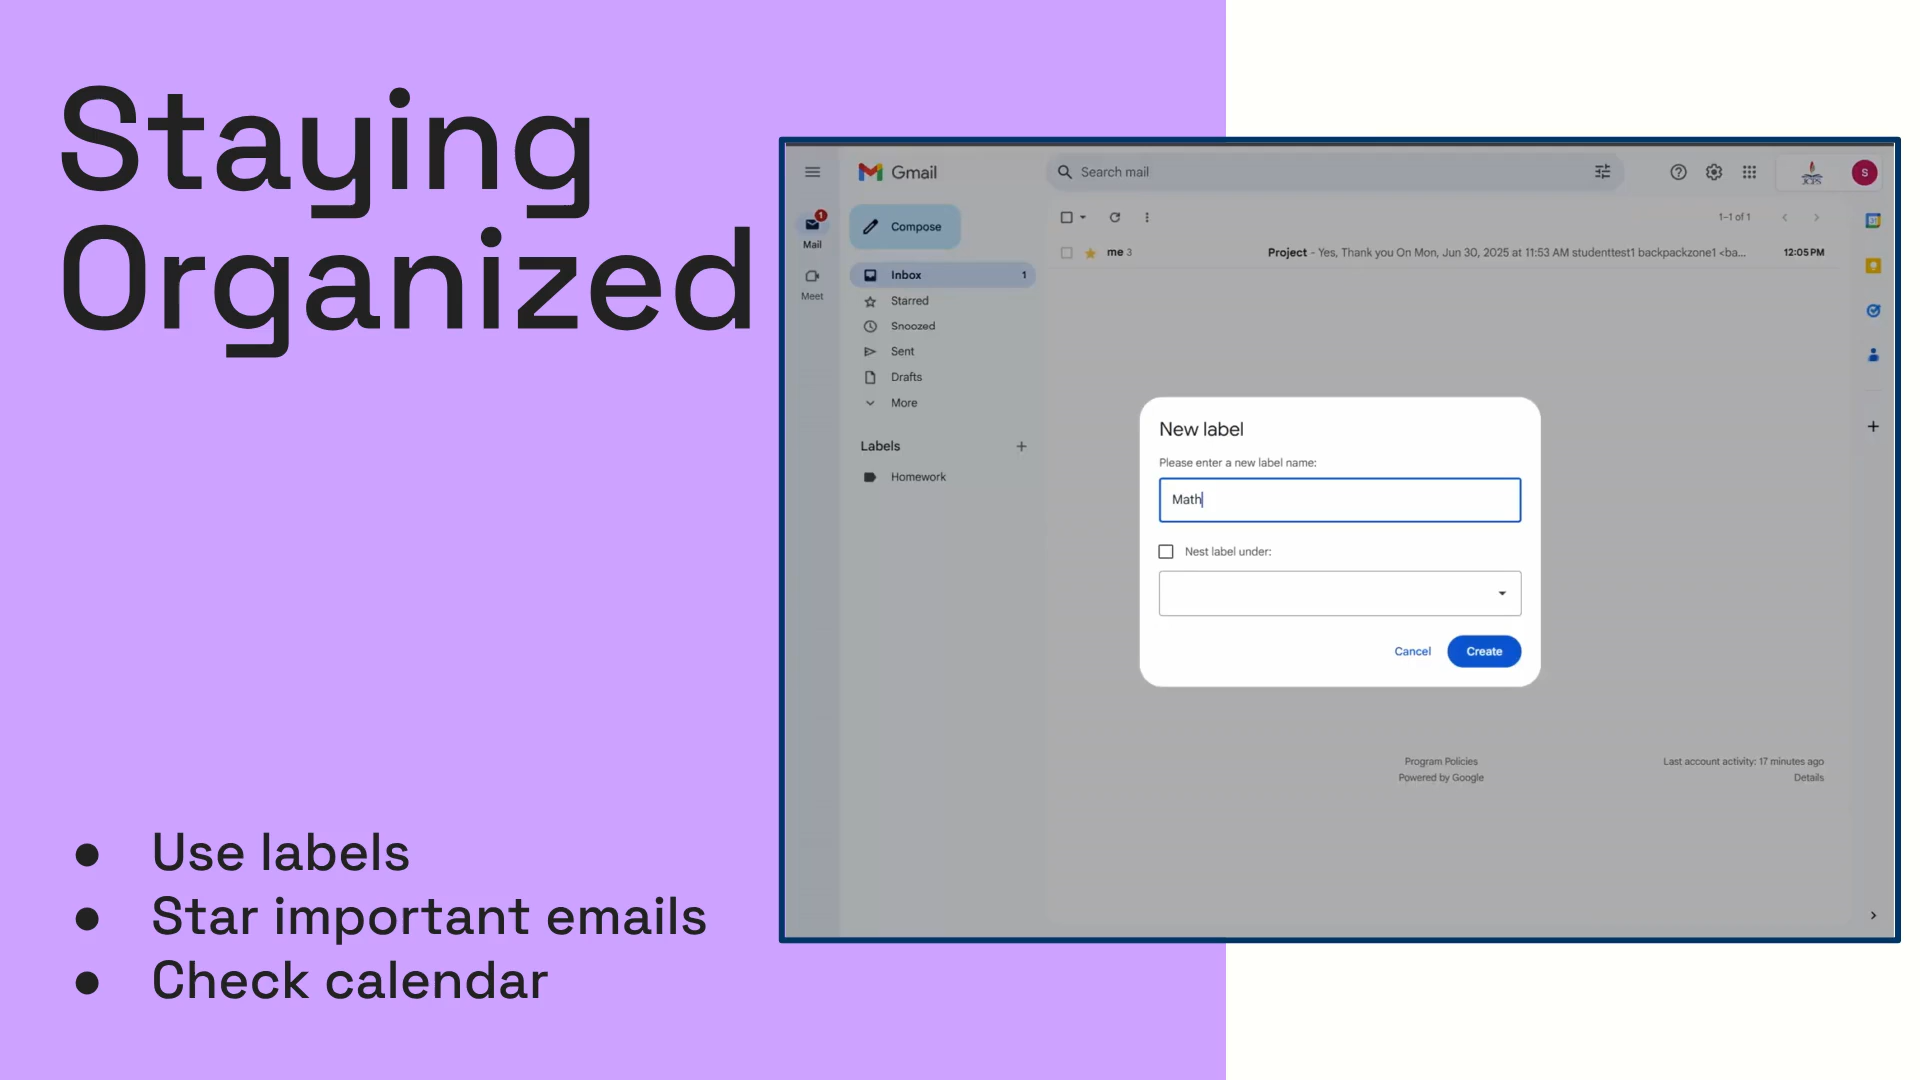 Staying
Organized
● Use labels
● Star important emails
● Check calendar
Gmail
Search mail
JCPS
S
1
Mail
Meet
Compose
Inbox 1
Starred
Snoozed
Sent
Drafts
More
Labels +
Homework
1–1 of 1
me 3 Project - Yes, Thank you On Mon, Jun 30, 2025 at 11:53 AM studenttest1 backpackzone1 <ba... 12:05 PM
New label
Please enter a new label name:
Math
Nest label under:
Cancel Create
Program Policies
Powered by Google
Last account activity: 17 minutes ago
Details